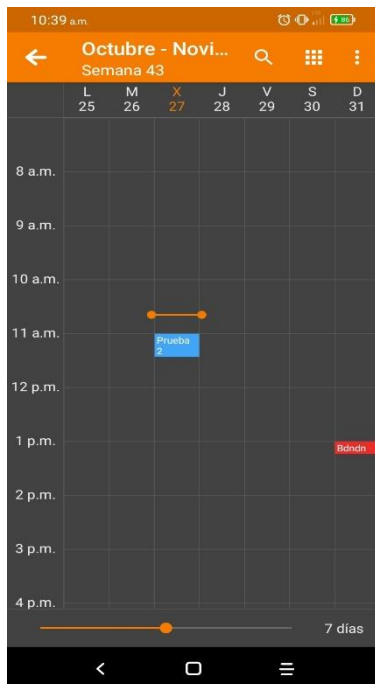 10:39 a.m.
86
Octubre - Novi...
Semana 43
L M X J V S D
25 26 27 28 29 30 31
8 a.m.
9 a.m.
10 a.m.
11 a.m.
Prueba
2
12 p.m.
1 p.m.
Bdndn
2 p.m.
3 p.m.
4 p.m.
7 días